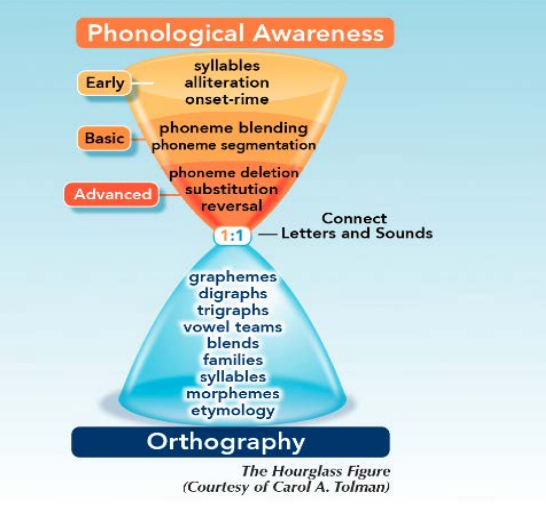 Phonological Awareness
Early
syllables
alliteration
onset-rime
Basic
phoneme blending
phoneme segmentation
Advanced
phoneme deletion
substitution
reversal
1:1
Connect
Letters and Sounds
graphemes
digraphs
trigraphs
vowel teams
blends
families
syllables
morphemes
etymology
Orthography
The Hourglass Figure
(Courtesy of Carol A. Tolman)